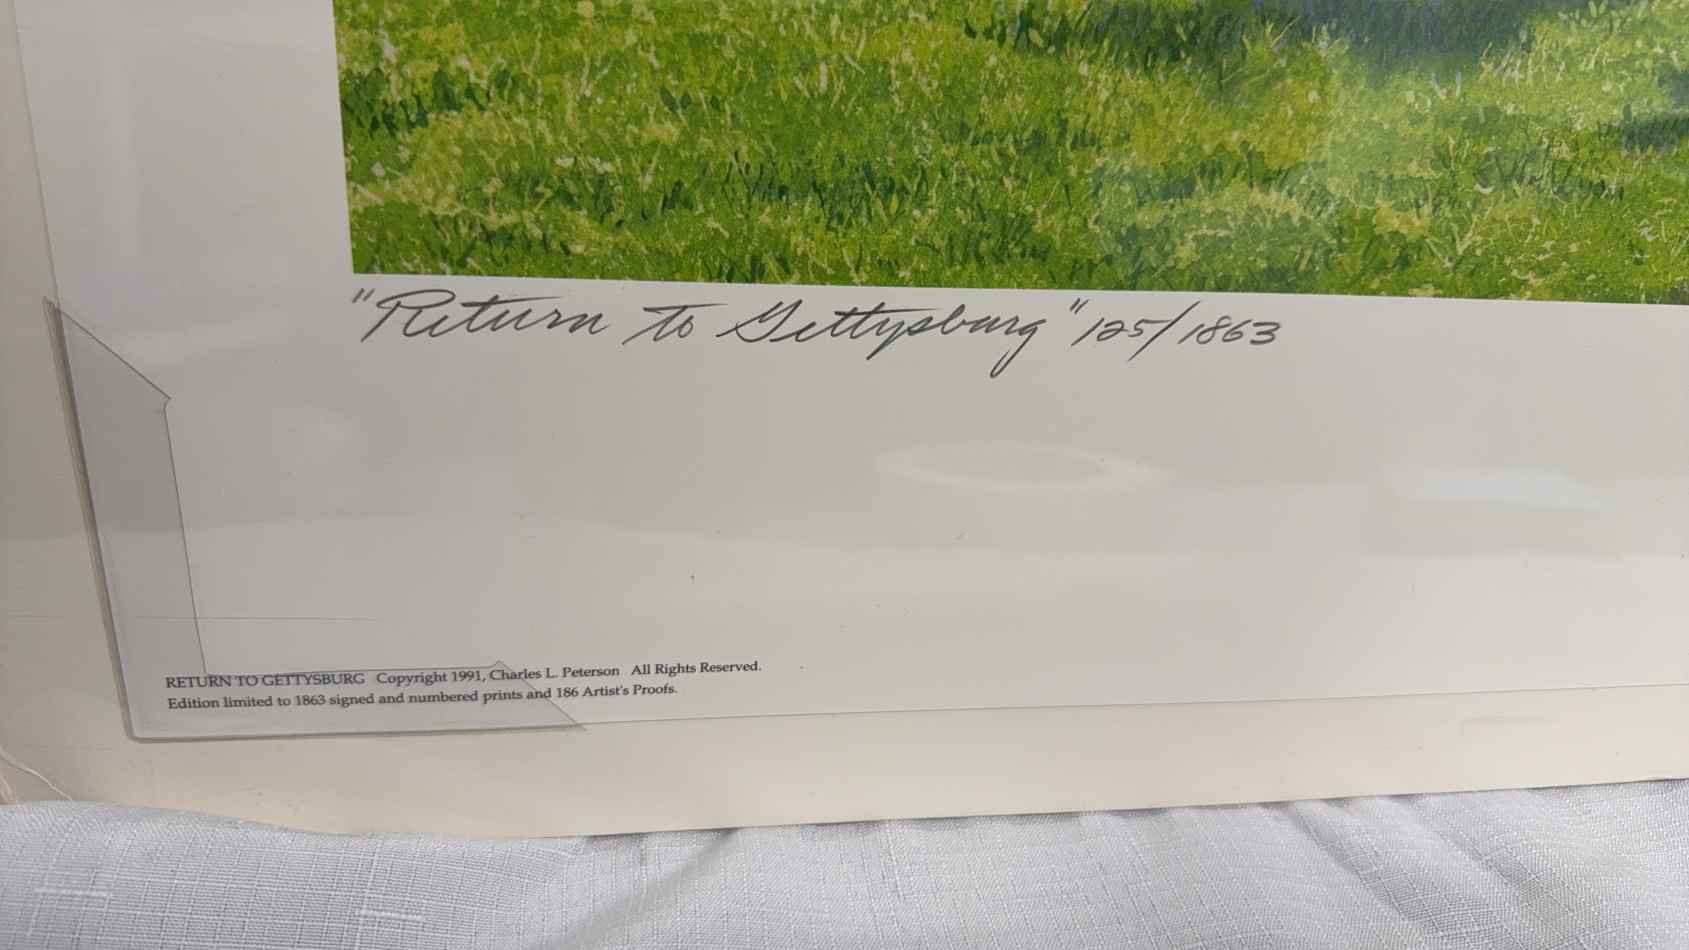 "Return to Gettysburg" 125/1863
RETURN TO GETTYSBURG Copyright 1991, Charles L. Peterson All Rights Reserved.
Edition limited to 1863 signed and numbered prints and 186 Artist's Proofs.